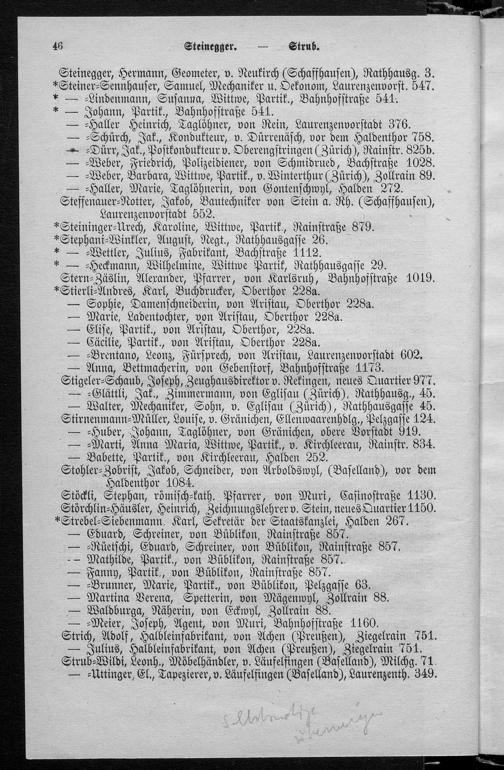 46 Steinegger. — Strub.
Steinegger, Hermann, Geometer, v. Neukirch (Schaffhausen), Rathhausg. 3.
*Steiner-Sennhauser, Samuel, Mechaniker u. Oekonom, Laurenzenvorst. 547.
* — -Lindenmann, Susanna, Wittwe, Partik., Bahnhofstraße 541.
* — Johann, Partik., Bahnhofstraße 541.
— -Haller Heinrich, Taglöhner, von Rein, Laurenzenvorstadt 376.
— -Schürch, Jak., Kondukteur, v. Dürrenäsch, vor dem Haldenthor 758.
— -Dürr, Jak., Postkondukteur v. Oberengstringen (Zürich), Rainstr. 825b.
— -Weber, Friedrich, Polizeidiener, von Schmidrued, Bachstraße 1028.
— -Weber, Barbara, Wittwe, Partik., v. Winterthur (Zürich), Zollrain 89.
— -Haller, Marie, Taglöhnerin, von Gontenschwyl, Halden 272.
Steffenauer-Rotter, Jakob, Bautechniker von Stein a. Rh. (Schaffhausen),
Laurenzenvorstadt 552.
*Steininger-Urech, Karoline, Wittwe, Partik., Rainstraße 879.
*Stephani-Winkler, August, Negt., Rathhausgasse 26.
* — -Wettler, Julius, Fabrikant, Bachstraße 1112.
* — -Heckmann, Wilhelmine, Wittwe Partik, Rathhausgasse 29.
Stern-Zäslin, Alexander, Pfarrer, von Karlsruh, Bahnhofstraße 1019.
*Stierli-Andres, Karl, Buchdrucker, Oberthor 228a.
— Sophie, Damenschneiderin, von Aristau, Oberthor 228a.
— Marie, Ladentochter, von Aristau, Oberthor 228a.
— Elise, Partik., von Aristau, Oberthor, 228a.
— Cäcilie, Partik., von Aristau, Oberthor 228a.
— -Brentano, Leonz, Fürsprech, von Aristau, Laurenzenvorstadt 602.
— Anna, Bettmacherin, von Gebenstorf, Bahnhofstraße 1173.
Stigeler-Schaub, Joseph, Zeughausdirektor v. Rekingen, neues Quartier 977.
— -Glättli, Jak., Zimmermann, von Eglisau (Zürich), Rathhausg., 45.
— Walter, Mechaniker, Sohn, v. Eglisau (Zürich), Rathhausgasse 45.
Stirnenmann-Müller, Louise, v. Gränichen, Ellenwaarenhdlg., Pelzgasse 124.
— -Huber, Johann, Taglöhner, von Gränichen, obere Vorstadt 919.
— -Marti, Anna Maria, Wittwe, Partik., v. Kirchleerau, Rainstr. 834.
— Babette, Partik., von Kirchleerau, Halden 252.
Stohler-Zobrist, Jakob, Schneider, von Arboldswyl, (Baselland), vor dem
Haldenthor 1084.
Stöckli, Stephan, römisch-kath. Pfarrer, von Muri, Casinostraße 1130.
Störchlin-Häusler, Heinrich, Zeichnungslehrer v. Stein, neues Quartier 1150.
*Strebel-Siebenmann, Karl, Sekretär der Staatskanzlei, Halden 267.
— Eduard, Schreiner, von Büblikon, Rainstraße 857.
— -Rüetschi, Eduard, Schreiner, von Büblikon, Rainstraße 857.
— Mathilde, Partik., von Büblikon, Rainstraße 857.
— Fanny, Partik., von Büblikon, Rainstraße 857.
— -Brunner, Marie, Partik., von Büblikon, Pelzgasse 63.
— Martina Verena, Spetterin, von Mägenwyl, Zollrain 88.
— Waldburga, Näherin, von Eckwyl, Zollrain 88.
— -Meier, Joseph, Agent, von Muri, Bahnhofstraße 1160.
Strich, Adolf, Halbleinfabrikant, von Achen (Preußen), Ziegelrain 751.
— Julius, Halbleinfabrikant, von Achen (Preußen), Ziegelrain 751.
Strub-Wildi, Leonh., Möbelhändler, v. Läufelfingen (Baselland), Milchg. 71
— -Uttinger, El., Tapezierer, v. Läufelfingen (Baselland), Laurenzenth. 349.